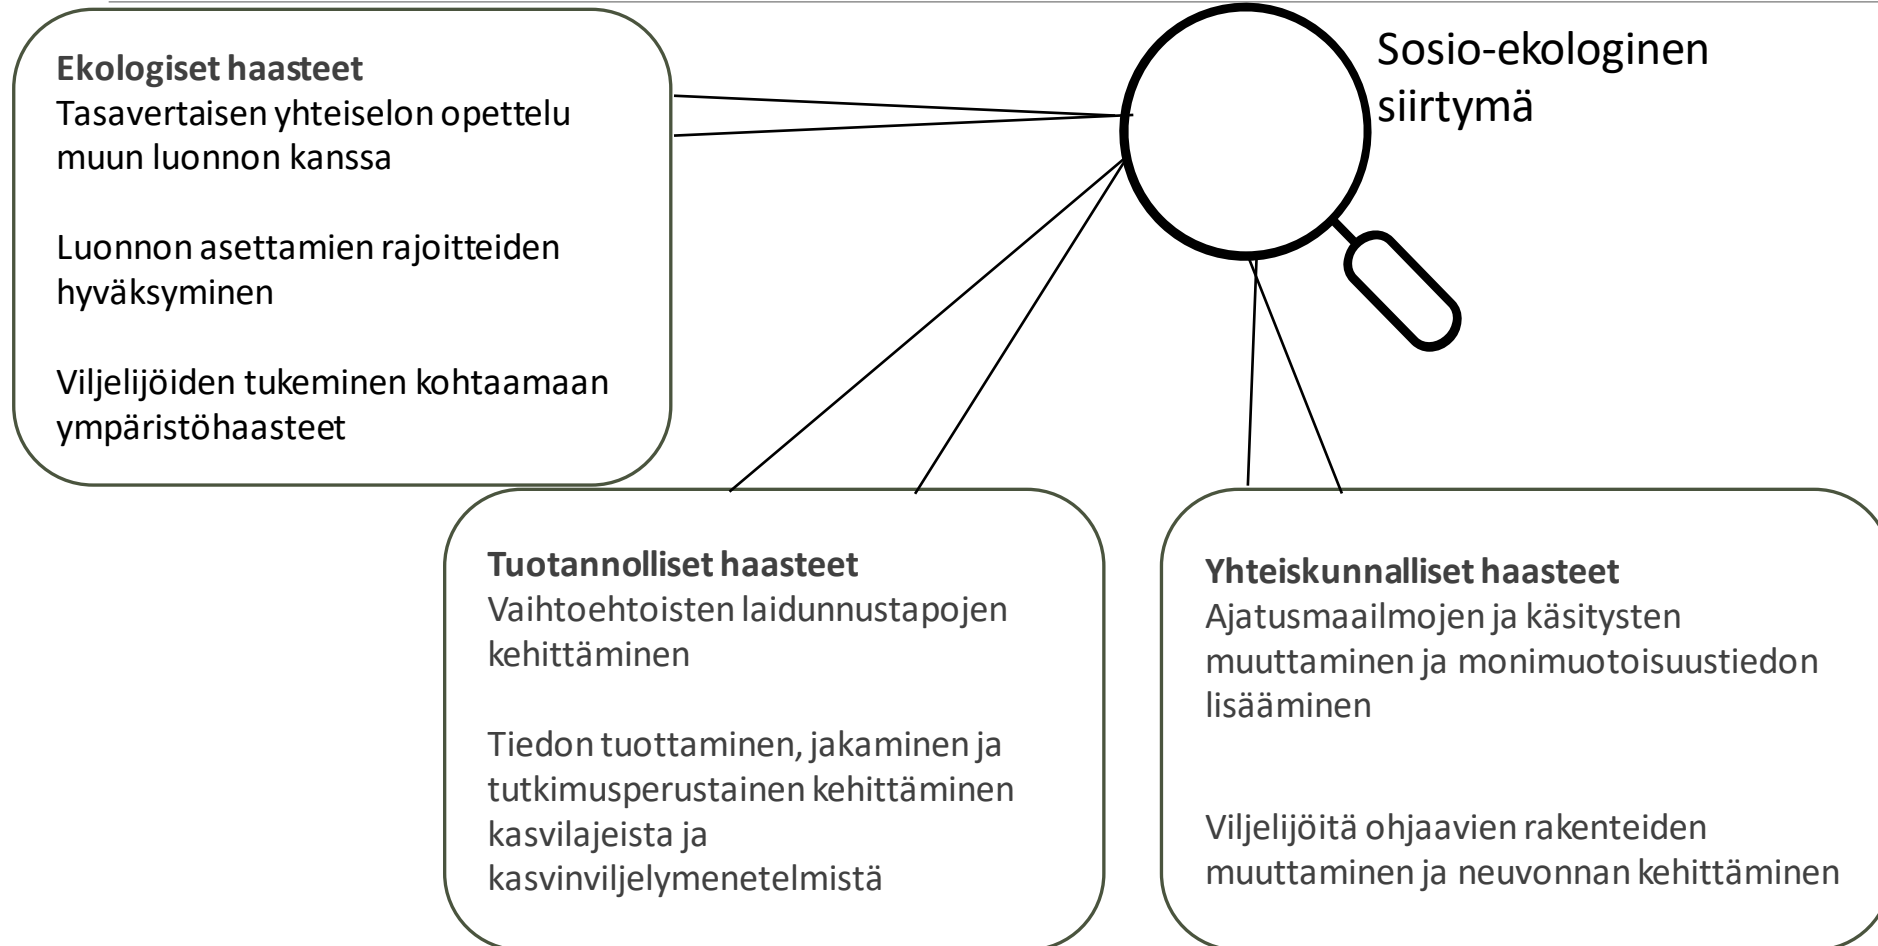 Ekologiset haasteet
Tasavertaisen yhteiselon opettelu
muun luonnon kanssa
Luonnon asettamien rajoitteiden
hyväksyminen
Viljelijöiden tukeminen kohtaamaan
ympäristöhaasteet
Sosio-ekologinen
siirtymä
Tuotannolliset haasteet
Vaihtoehtoisten laidunnustapojen
kehittäminen
Tiedon tuottaminen, jakaminen ja
tutkimusperustainen kehittäminen
kasvilajeista ja
kasvinviljelymenetelmistä
Yhteiskunnalliset haasteet
Ajatusmaailmojen ja käsitysten
muuttaminen ja monimuotoisuustiedon
lisääminen
Viljelijöitä ohjaavien rakenteiden
muuttaminen ja neuvonnan kehittäminen